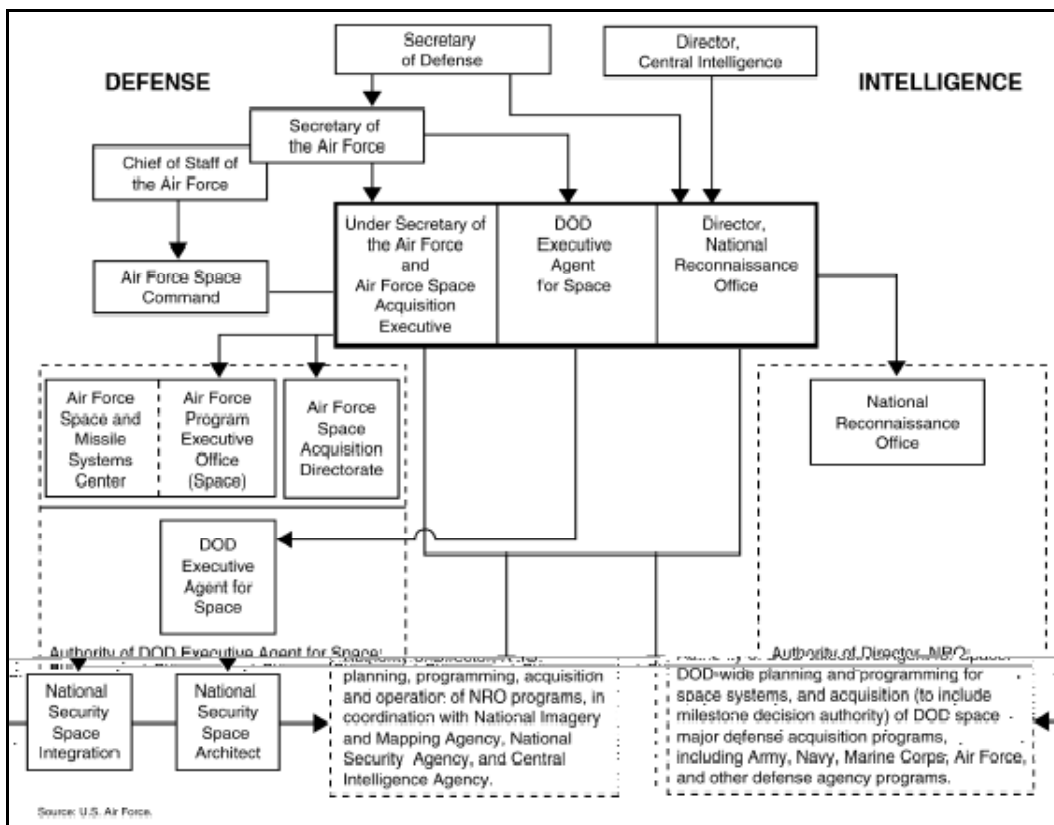 Secretary
of Defense
Director,
Central Intelligence
DEFENSE
INTELLIGENCE
Secretary of
the Air Force
Chief of Staff of
the Air Force
Under Secretary of
the Air Force
and
Air Force Space
Acquisition
Executive
DOD
Executive
Agent
for Space
Director,
National
Reconnaissance
Office
Air Force Space
Command
Air Force
Space and
Missile
Systems
Center
Air Force
Program
Executive
Office
(Space)
Air Force
Space
Acquisition
Directorate
National
Reconnaissance
Office
DOD
Executive
Agent for
Space
Authority of DOD Executive Agent for Space:
Authority of Director, NRO:
National
Security
Space
Integration
National
Security
Space
Architect
planning, programming, acquisition
and operation of NRO programs, in
coordination with National Imagery
and Mapping Agency, National
Security Agency, and Central
Intelligence Agency.
DOD-wide planning and programming for
space systems, and acquisition (to include
milestone decision authority) of DOD space
major defense acquisition programs,
including Army, Navy, Marine Corps, Air Force,
and other defense agency programs.
Source: U.S. Air Force.